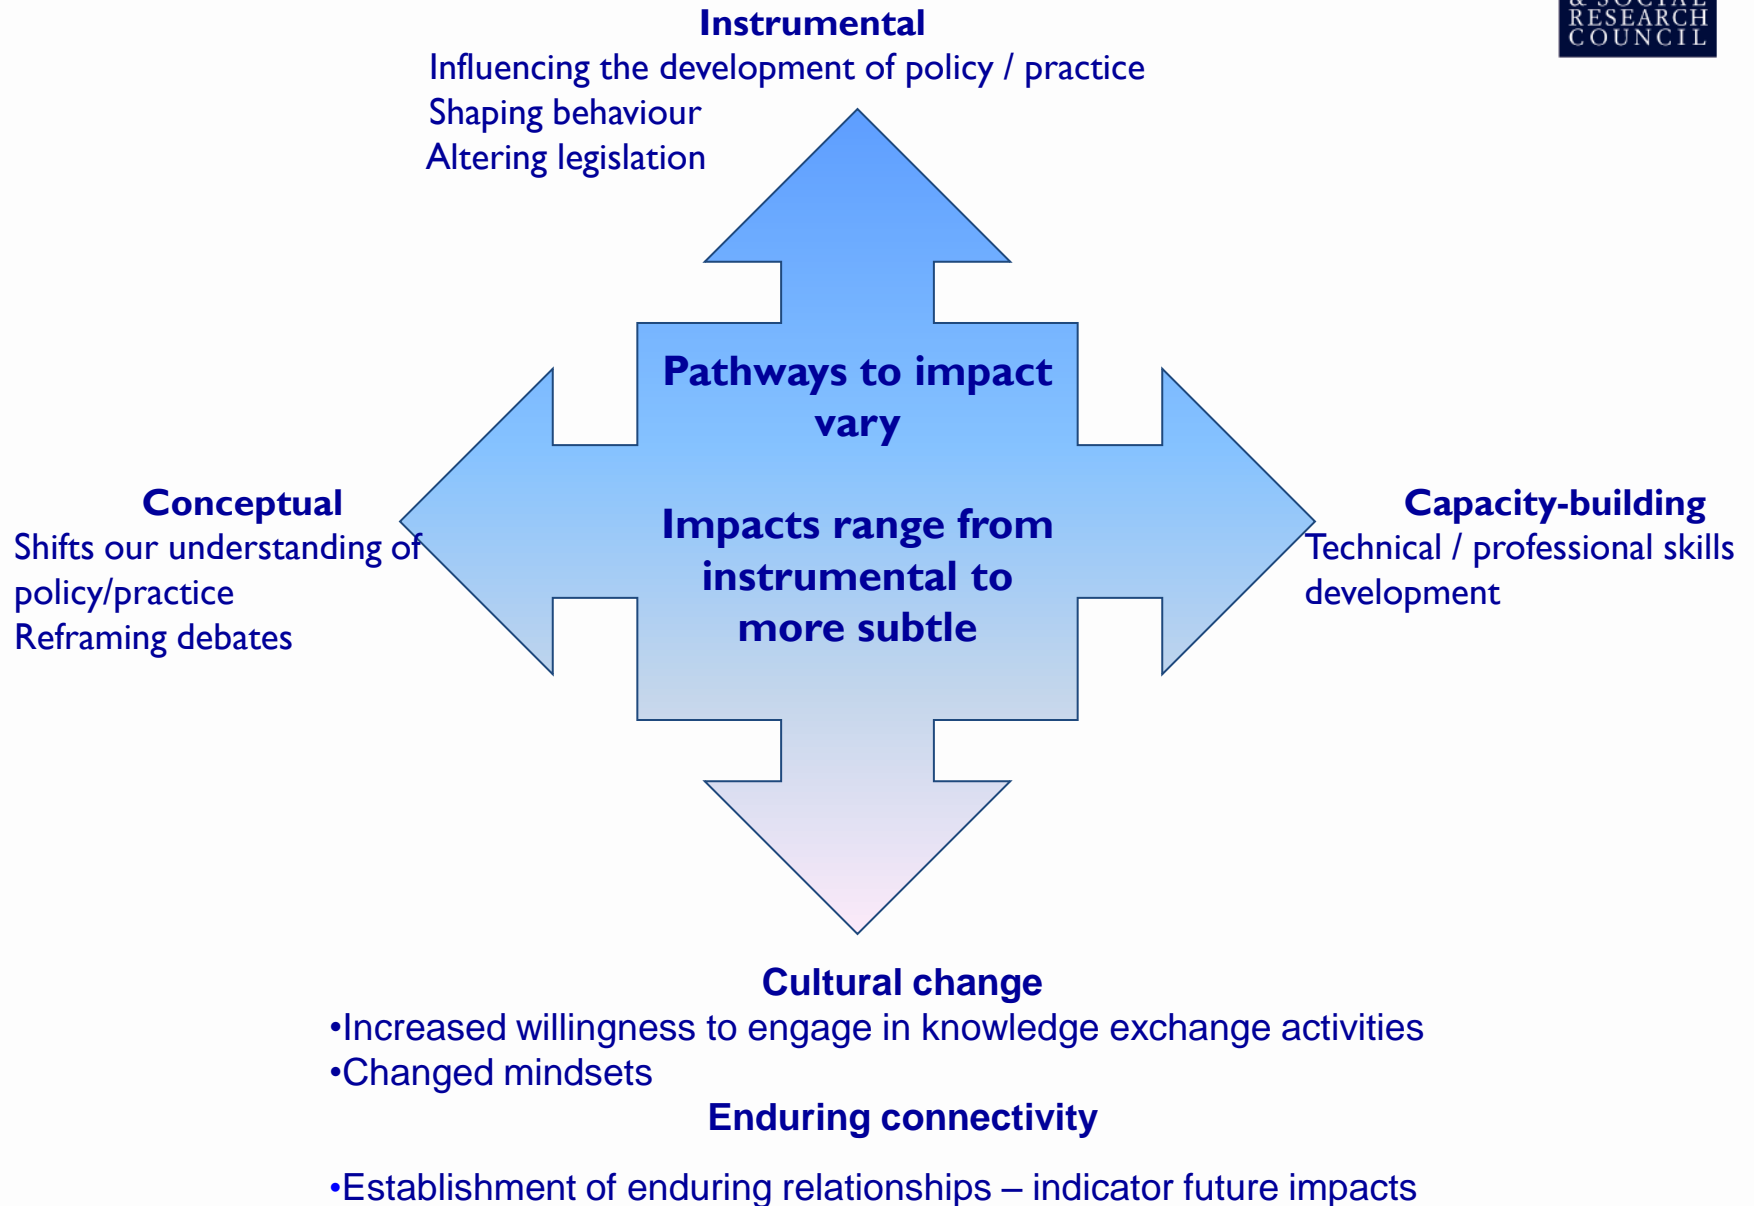 & SOCIAL
RESEARCH
COUNCIL
Instrumental
Influencing the development of policy / practice
Shaping behaviour
Altering legislation
Pathways to impact
vary
Impacts range from
instrumental to
more subtle
Conceptual
Shifts our understanding of
policy/practice
Reframing debates
Capacity-building
Technical / professional skills
development
Cultural change
•Increased willingness to engage in knowledge exchange activities
•Changed mindsets
Enduring connectivity
•Establishment of enduring relationships – indicator future impacts